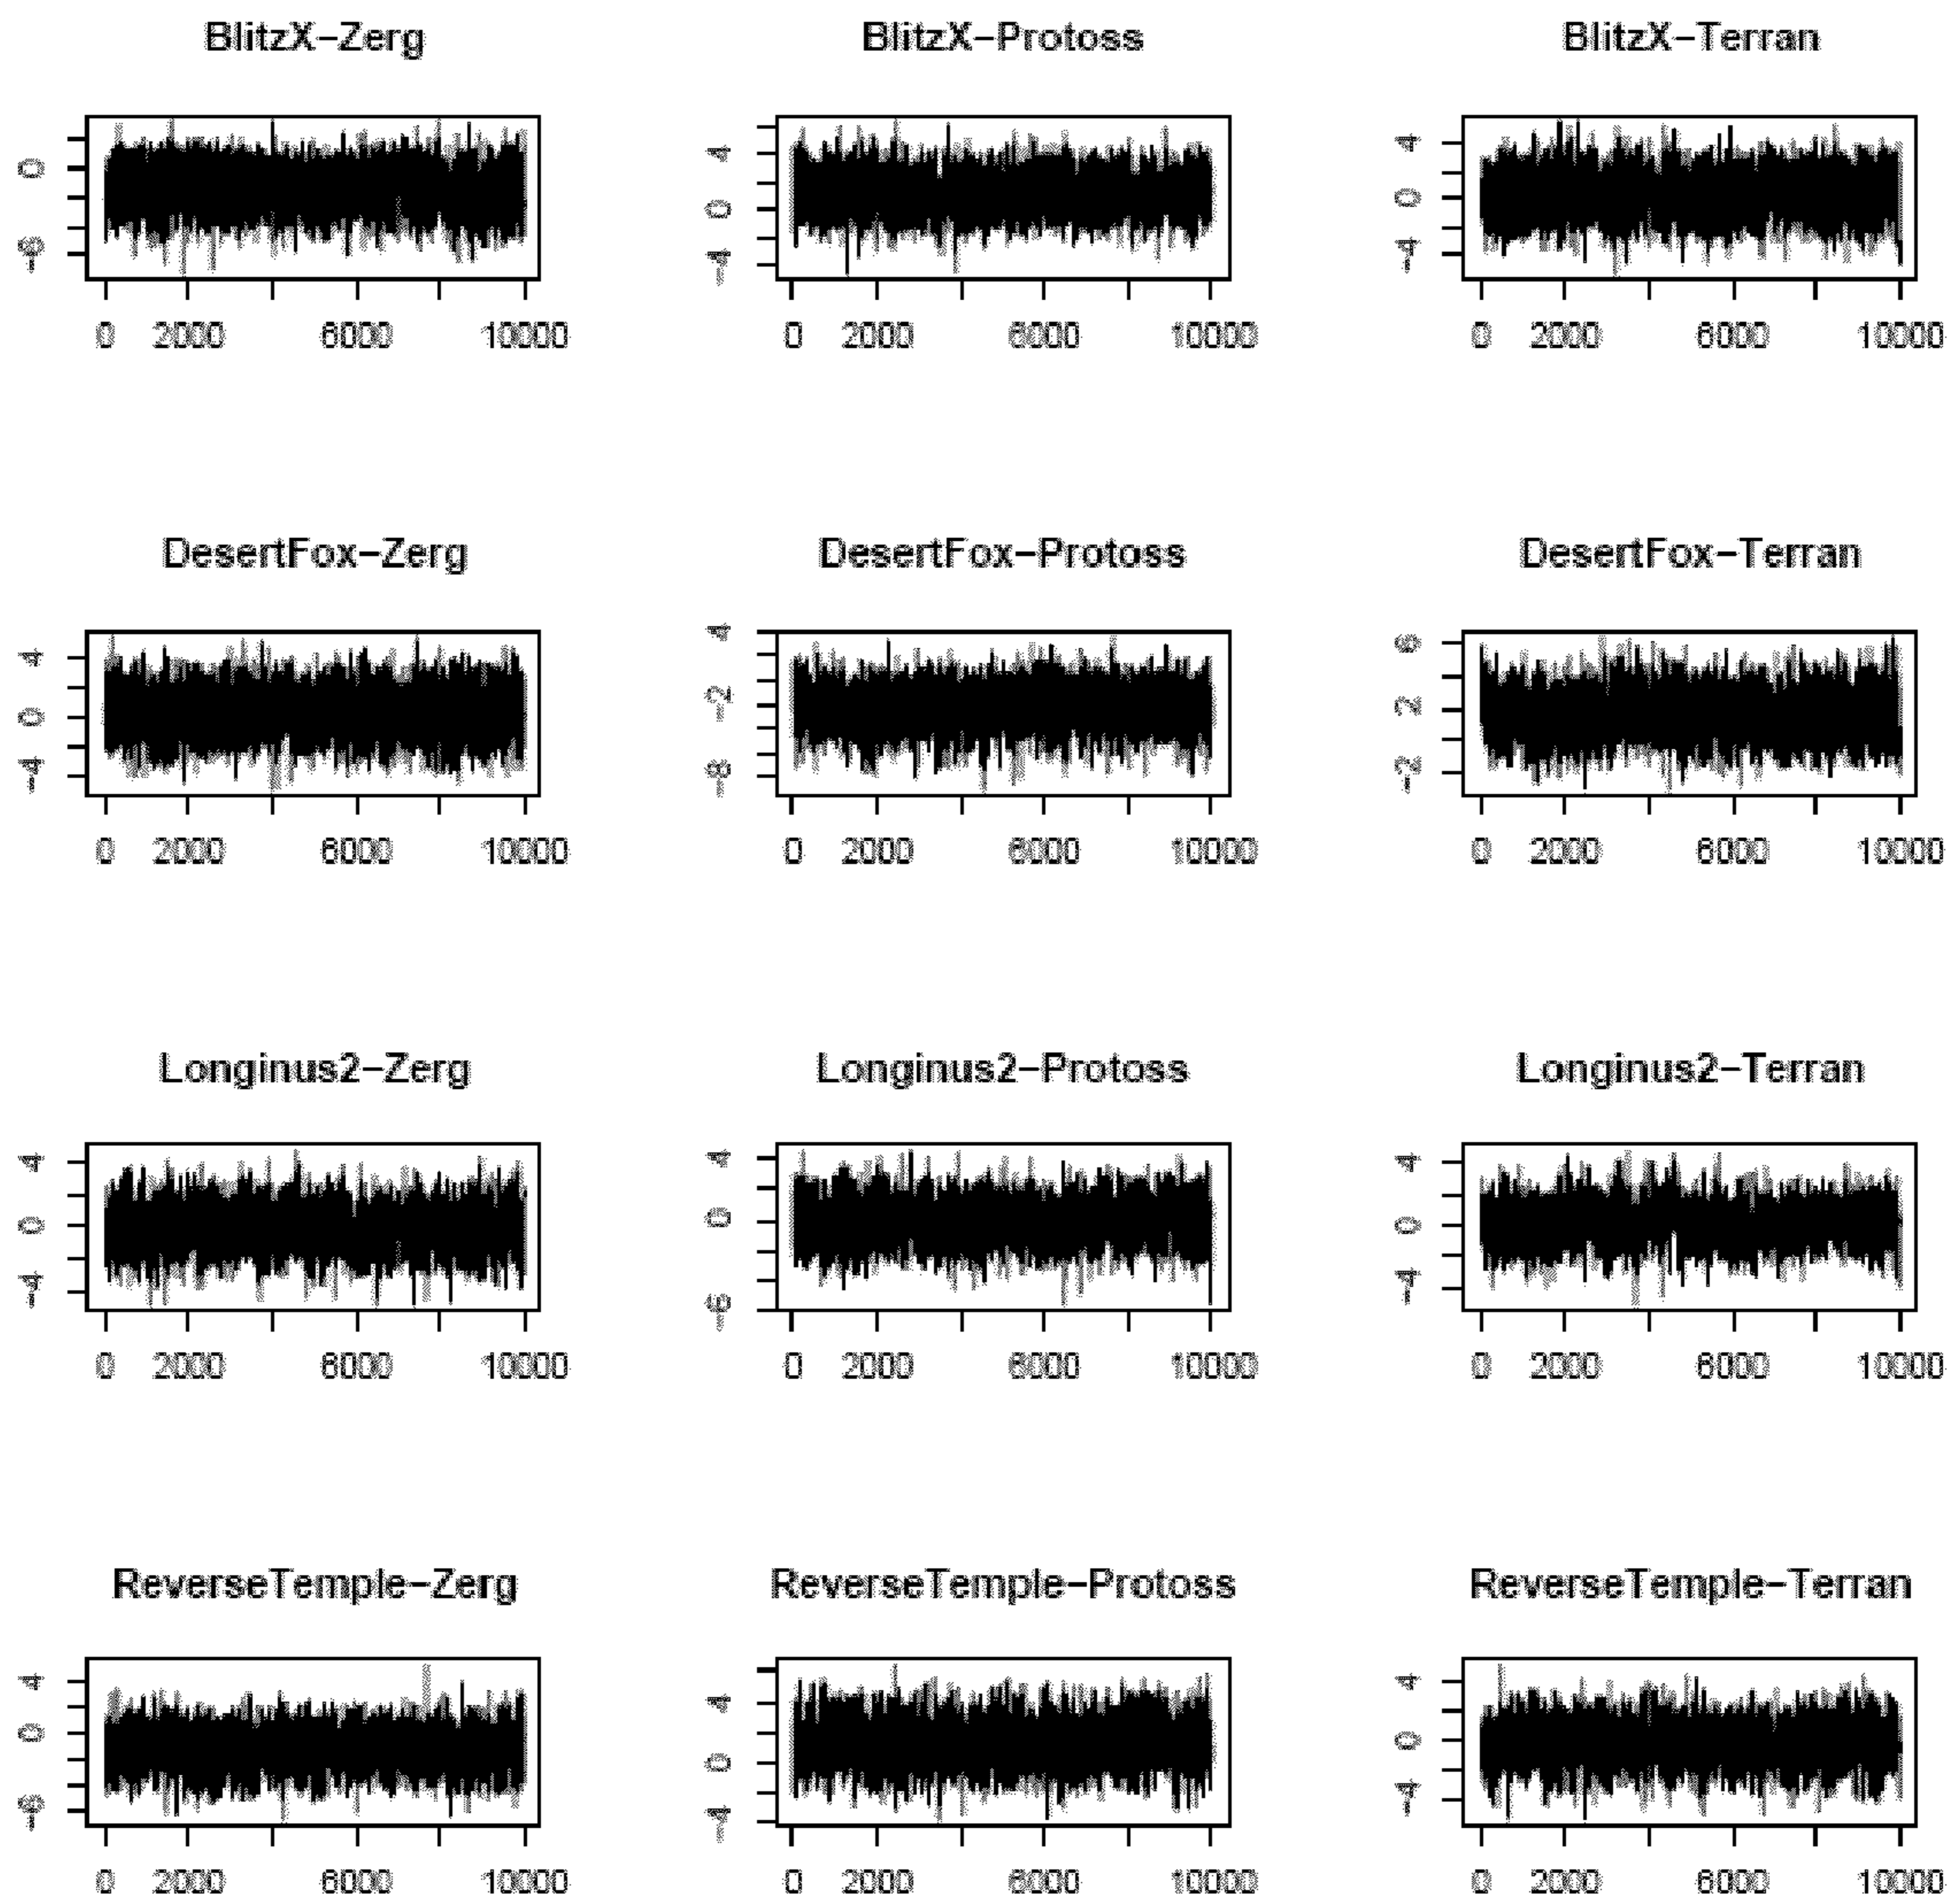 BlitzX-Zerg BlitzX-Protoss BlitzX-Terran
0 -6 4 0 -4 4 0 -4
0 2000 6000 10000 0 2000 6000 10000 0 2000 6000 10000
DesertFox-Zerg DesertFox-Protoss DesertFox-Terran
4 0 -4 4 -2 -8 6 2 -2
0 2000 6000 10000 0 2000 6000 10000 0 2000 6000 10000
Longinus2-Zerg Longinus2-Protoss Longinus2-Terran
4 0 -4 4 0 -6 4 0 -4
0 2000 6000 10000 0 2000 6000 10000 0 2000 6000 10000
ReverseTemple-Zerg ReverseTemple-Protoss ReverseTemple-Terran
4 0 -6 4 0 -4 4 0 -4
0 2000 6000 10000 0 2000 6000 10000 0 2000 6000 10000